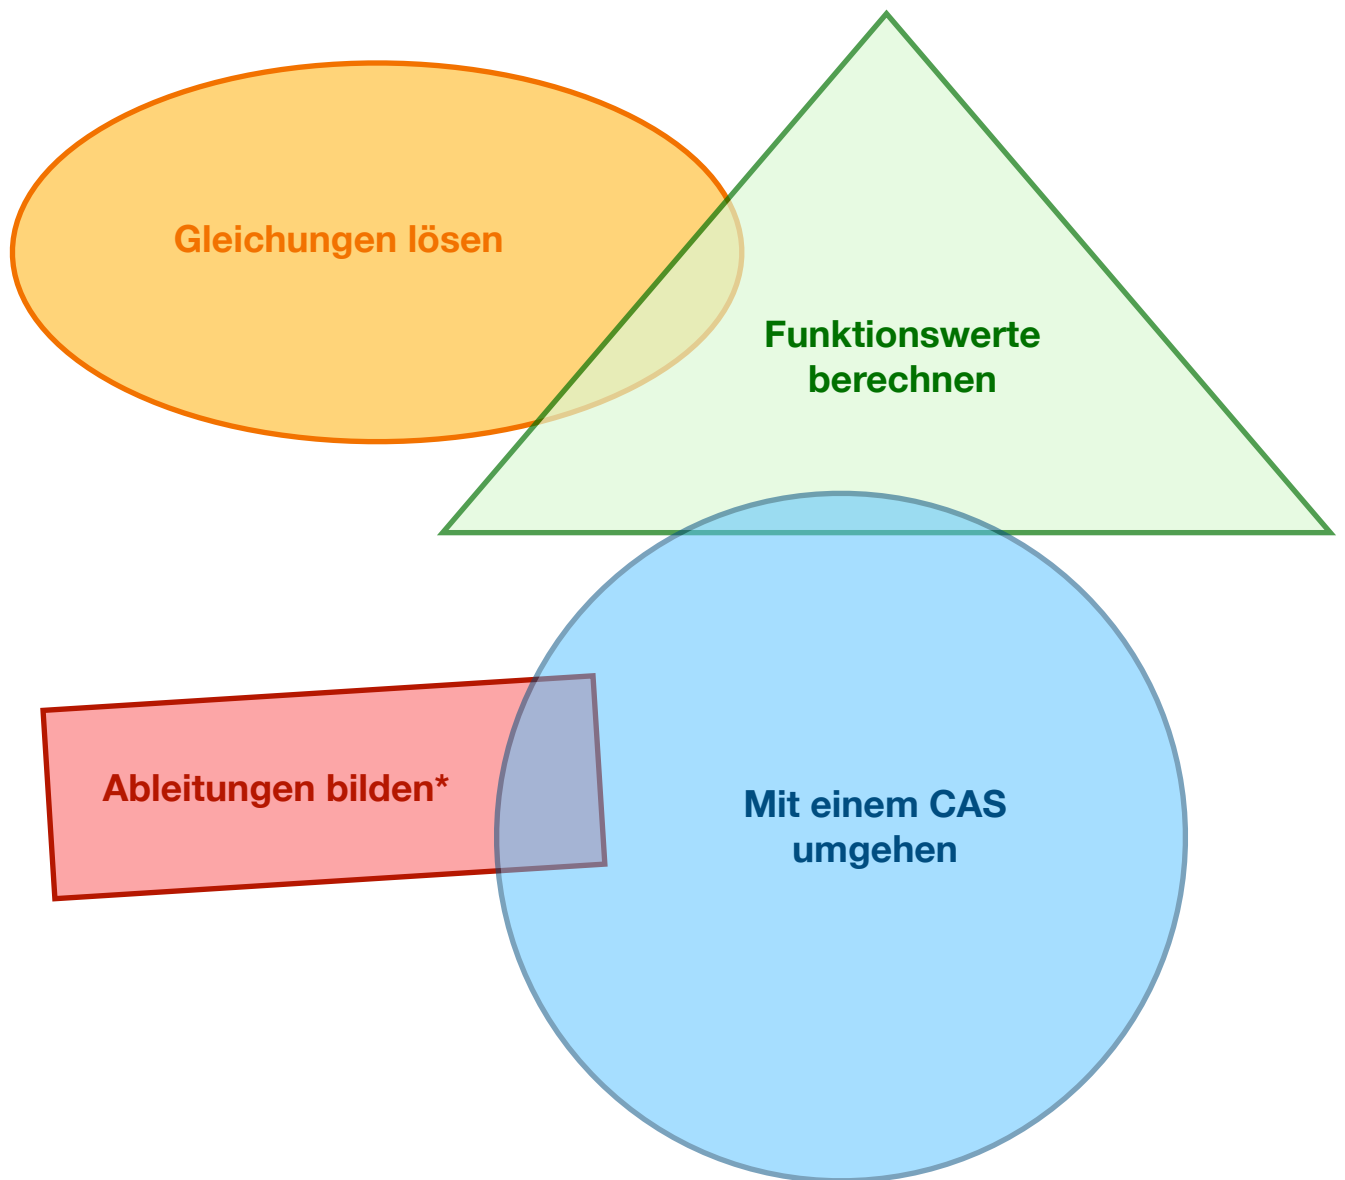 Gleichungen lösen
Funktionswerte
berechnen
Ableitungen bilden*
Mit einem CAS
umgehen